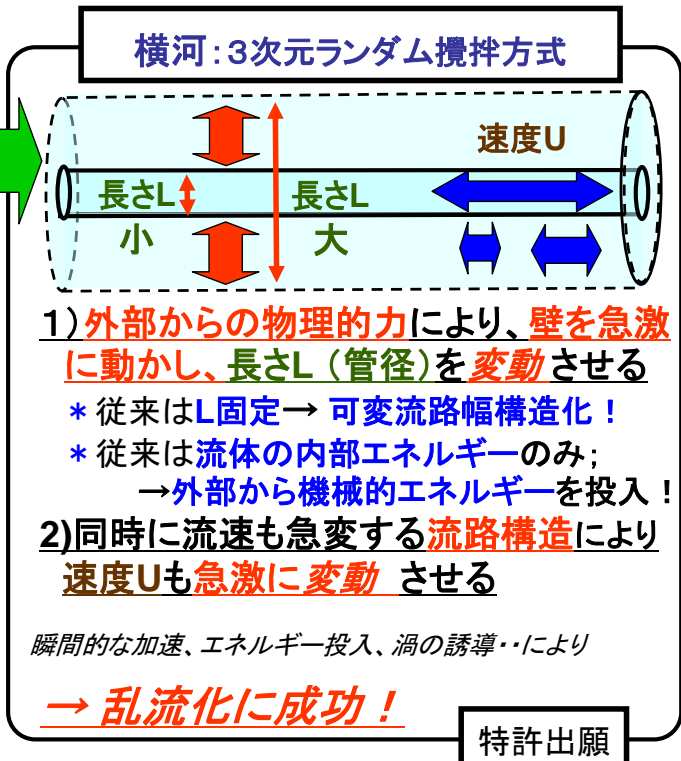 横河：３次元ランダム攪拌方式
速度U
長さL
長さL
小
大
１）外部からの物理的力により、壁を急激
に動かし、長さL（管径）を変動させる
＊従来はL固定→ 可変流路幅構造化！
＊従来は流体の内部エネルギーのみ；
→外部から機械的エネルギーを投入！
2)同時に流速も急変する流路構造により
速度Uも急激に変動 させる
瞬間的な加速、エネルギー投入、渦の誘導・・により
→ 乱流化に成功！
特許出願